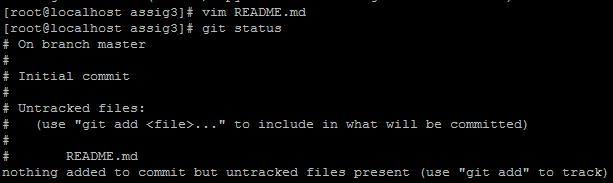 [root@localhost assig3]# vim README.md
[root@localhost assig3]# git status
# On branch master
#
# Initial commit
#
# Untracked files:
#   (use "git add <file>..." to include in what will be committed)
#
#       README.md
nothing added to commit but untracked files present (use "git add" to track)